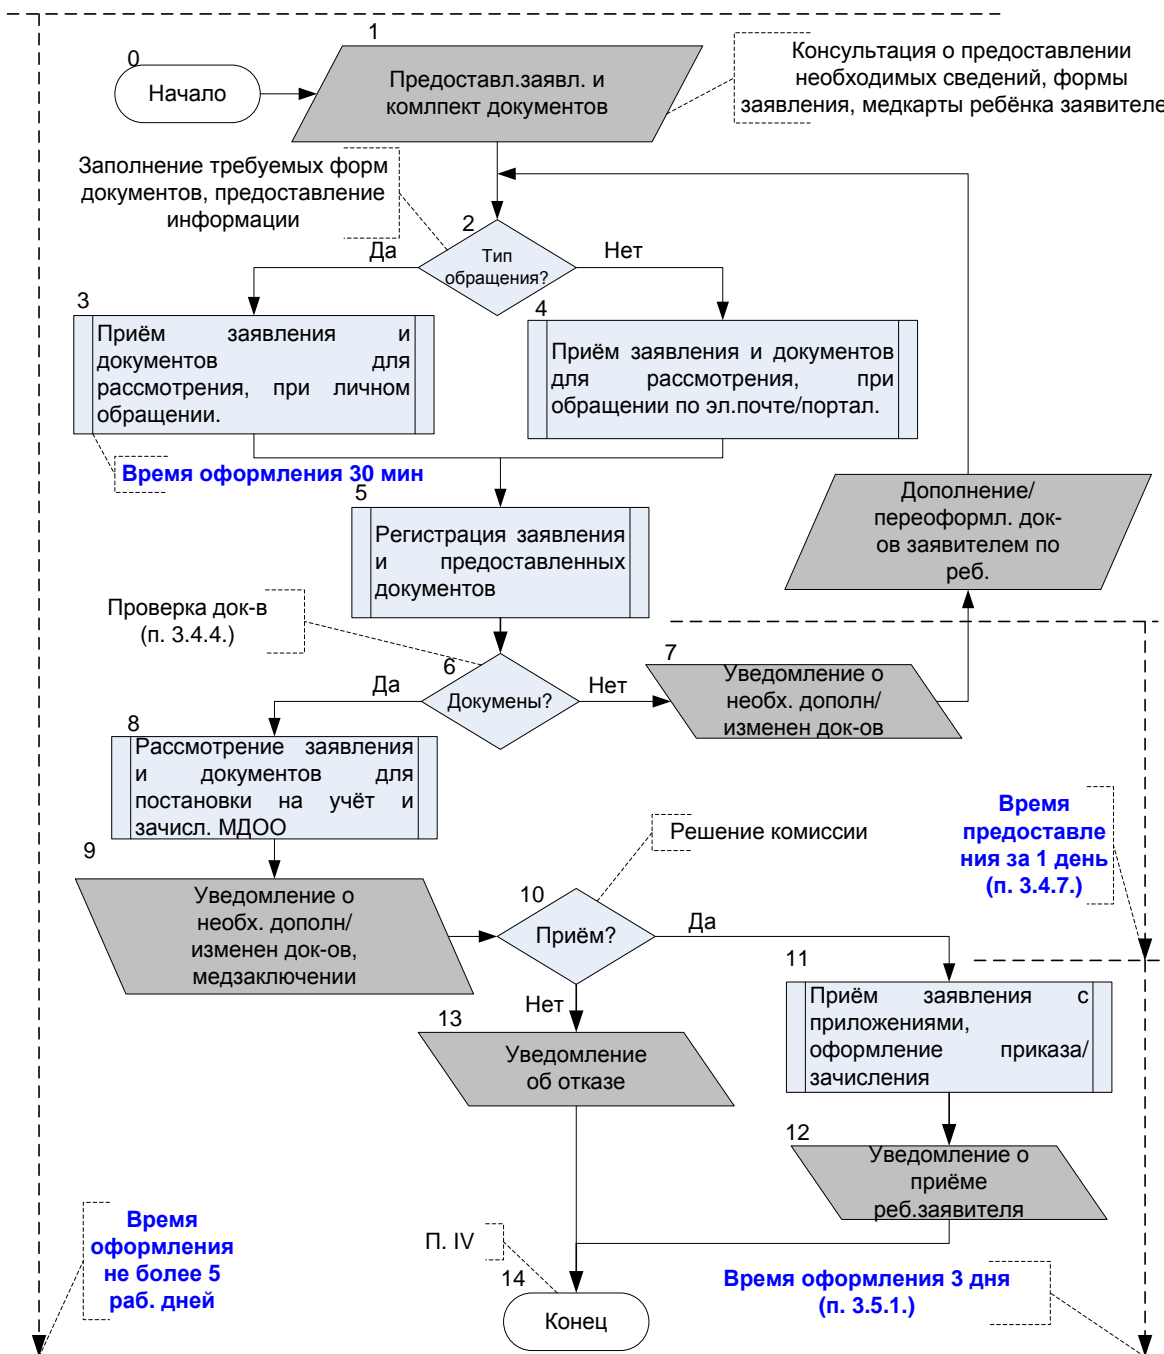 1
Консультация о предоставлении
необходимых сведений, формы
заявления, медкарты ребёнка заявителе
0
Начало
Предоставл.заявл. и
комлпект документов
Заполнение требуемых форм
документов, предоставление
информации
2
Да
Тип
обращения?
Нет
3
Приём заявления и
документов для
рассмотрения, при личном
обращении.
4
Приём заявления и документов
для рассмотрения, при
обращении по эл.почте/портал.
Время оформления 30 мин
5
Регистрация заявления
и предоставленных
документов
Дополнение/
переоформл. док-
ов заявителем по
реб.
Проверка док-в
(п. 3.4.4.)
6
Да
Докумены?
Нет
7
Уведомление о
необх. дополн/
изменен док-ов
8
Рассмотрение заявления
и документов для
постановки на учёт и
зачисл. МДОО
Время
предоставле
ния за 1 день
(п. 3.4.7.)
Решение комиссии
9
Уведомление о
необх. дополн/
изменен док-ов,
медзаключении
10
Приём?
Да
Нет
11
Приём заявления с
приложениями,
оформление приказа/
зачисления
13
Уведомление
об отказе
12
Уведомление о
приёме
реб.заявителя
Время
оформления
не более 5
раб. дней
П. IV
14
Конец
Время оформления 3 дня
(п. 3.5.1.)